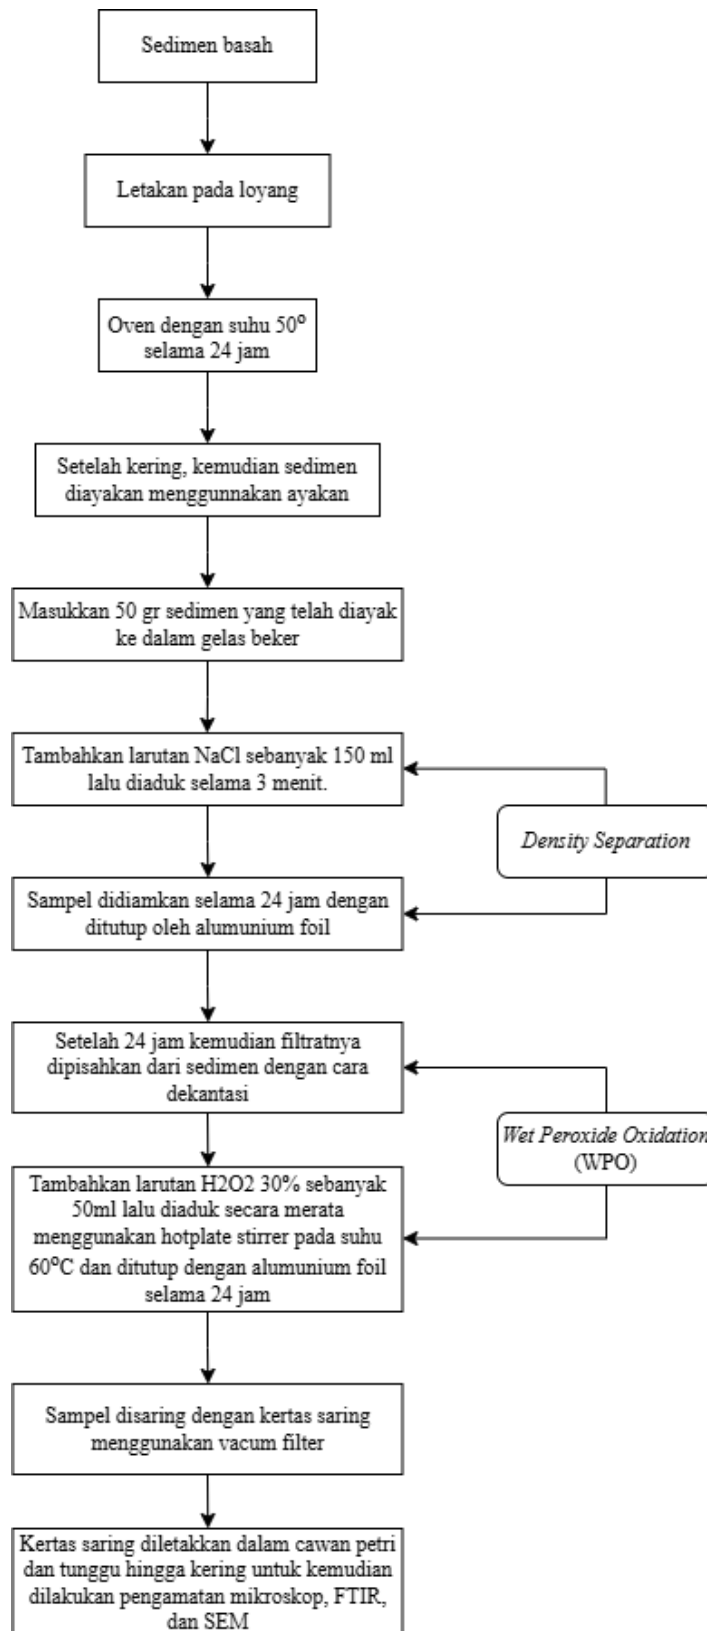 Sedimen basah
Letakan pada loyang
Oven dengan suhu 50⁰
selama 24 jam
Setelah kering, kemudian sedimen
diayakan menggunnakan ayakan
Masukkan 50 gr sedimen yang telah diayak
ke dalam gelas beker
Tambahkan larutan NaCl sebanyak 150 ml
lalu diaduk selama 3 menit.
Density Separation
Sampel didiamkan selama 24 jam dengan
ditutup oleh alumunium foil
Setelah 24 jam kemudian filtratnya
dipisahkan dari sedimen dengan cara
dekantasi
Wet Peroxide Oxidation
(WPO)
Tambahkan larutan H2O2 30% sebanyak
50ml lalu diaduk secara merata
menggunakan hotplate stirrer pada suhu
60⁰C dan ditutup dengan alumunium foil
selama 24 jam
Sampel disaring dengan kertas saring
menggunakan vacum filter
Kertas saring diletakkan dalam cawan petri
dan tunggu hingga kering untuk kemudian
dilakukan pengamatan mikroskop, FTIR,
dan SEM